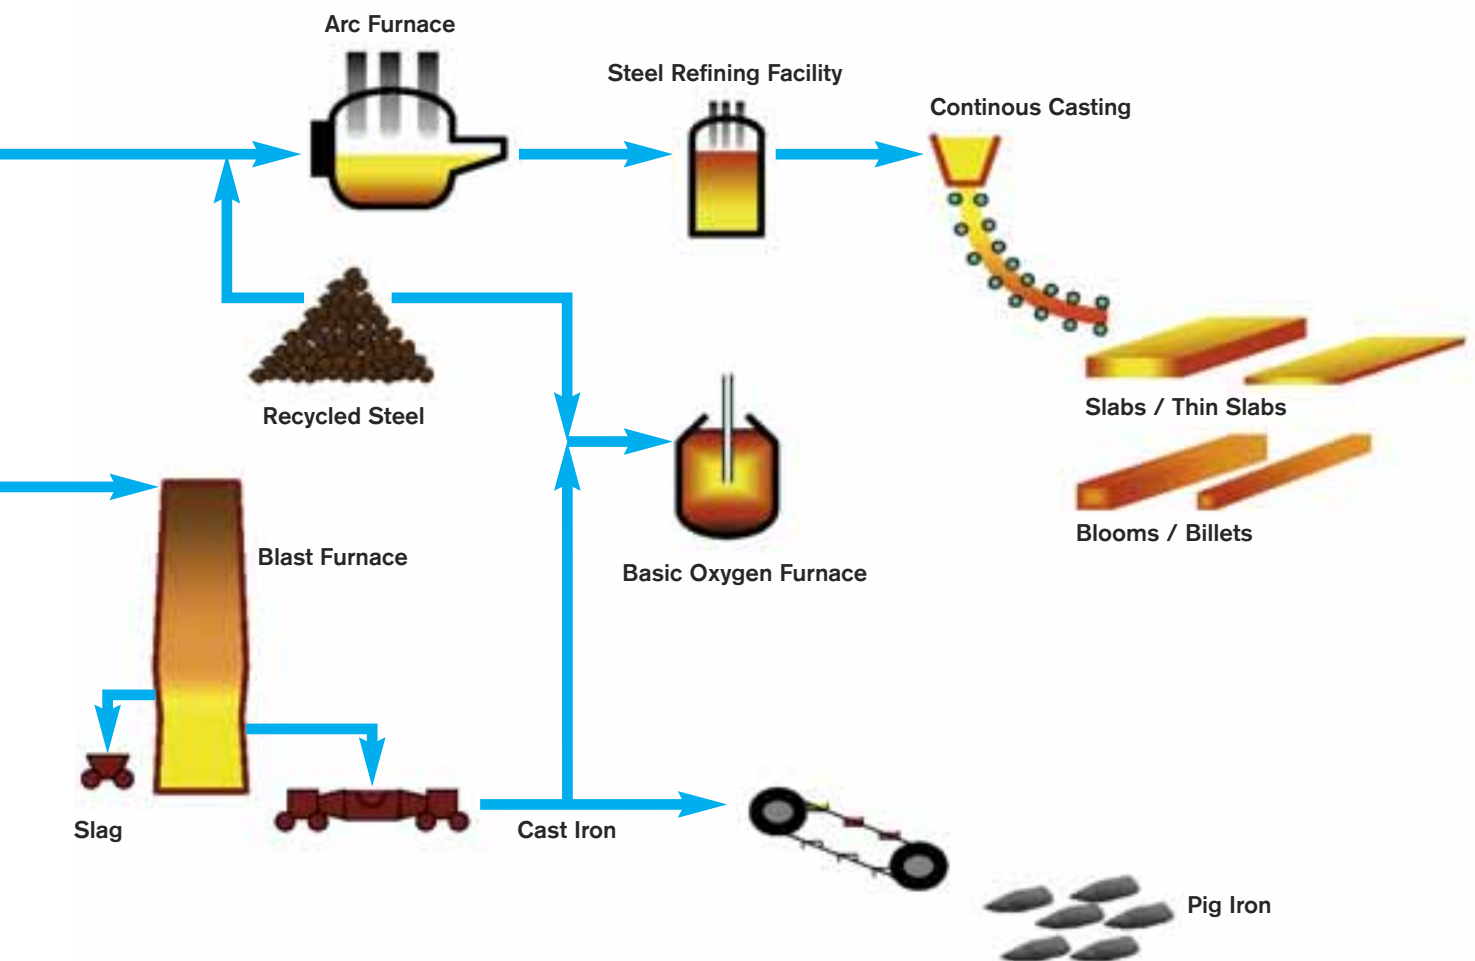 Arc Furnace
Steel Refining Facility
Continous Casting
Recycled Steel
Slabs / Thin Slabs
Blooms / Billets
Blast Furnace
Basic Oxygen Furnace
Slag
Cast Iron
Pig Iron